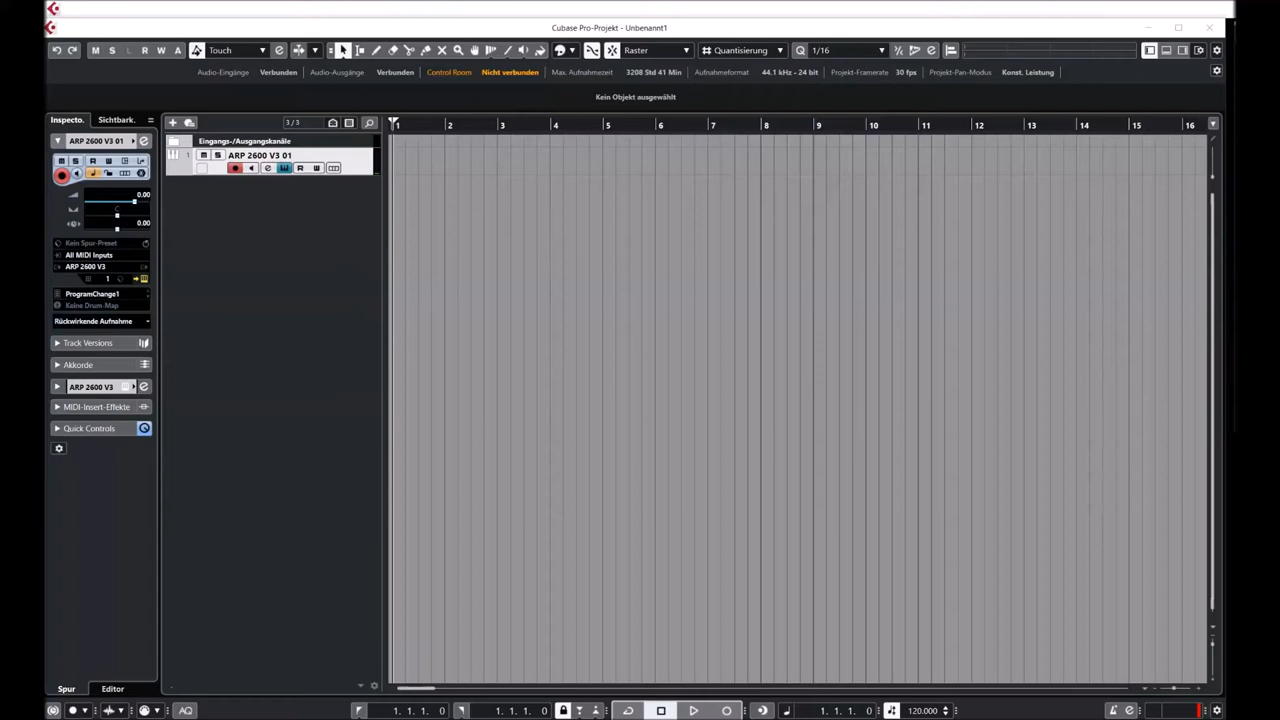 Cubase Pro-Projekt - Unbenannt1
M S L R W A Touch Raster Quantisierung 1/16
Audio-Eingänge Verbunden Audio-Ausgänge Verbunden Control Room Nicht verbunden Max. Aufnahmezeit 3208 Std 41 Min Aufnahmeformat 44.1 kHz - 24 bit Projekt-Framerate 30 fps Projekt-Pan-Modus Konst. Leistung
Kein Objekt ausgewählt
Inspecto. Sichtbark. 3/3 1 2 3 4 5 6 7 8 9 10 11 12 13 14 15 16
ARP 2600 V3 01 Eingangs-/Ausgangskanäle
M S R W 1 M S ARP 2600 V3 01
R W
0.00
C
0.00
Kein Spur-Preset
All MIDI Inputs
ARP 2600 V3
1
ProgramChange1
Keine Drum-Map
Rückwirkende Aufnahme
Track Versions
Akkorde
ARP 2600 V3
MIDI-Insert-Effekte
Quick Controls
Spur Editor
AQ 1. 1. 1. 0 1. 1. 1. 0 1. 1. 1. 0 120.000